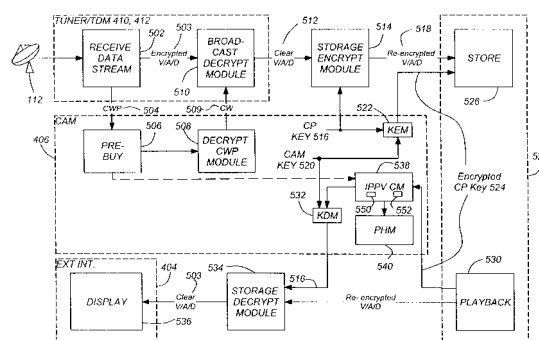 TUNER/TDM 410, 412
RECEIVE
DATA
STREAM
502
503
Encrypted
V/A/D
BROAD-
CAST
DECRYPT
MODULE
510
512
Clear
V/A/D
514
STORAGE
ENCRYPT
MODULE
518
Re-encrypted
V/A/D
STORE
526
112
CWP
504
509
CW
406
CAM
506
PRE-
BUY
508
DECRYPT
CWP
MODULE
CP
KEY 516
522
KEM
CAM
KEY 520
538
IPPV CM
550
552
532
KDM
PHM
540
Encrypted
CP Key 524
530
PLAYBACK
EXT INT.
404
DISPLAY
536
503
Clear
V/A/D
534
STORAGE
DECRYPT
MODULE
516
Re- encrypted
V/A/D